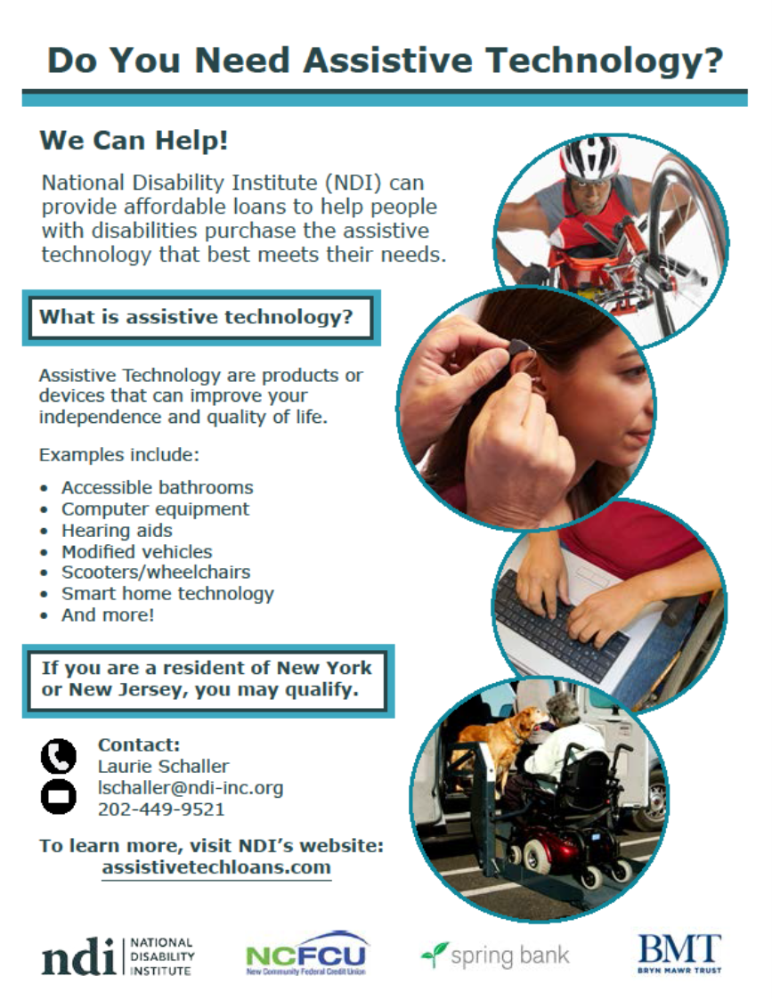 Do You Need Assistive Technology?
We Can Help!
National Disability Institute (NDI) can
provide affordable loans to help people
with disabilities purchase the assistive
technology that best meets their needs.
What is assistive technology?
Assistive Technology are products or
devices that can improve your
independence and quality of life.
Examples include:
• Accessible bathrooms
• Computer equipment
• Hearing aids
• Modified vehicles
• Scooters/wheelchairs
• Smart home technology
• And more!
If you are a resident of New York
or New Jersey, you may qualify.
Contact:
Laurie Schaller
lschaller@ndi-inc.org
202-449-9521
To learn more, visit NDI's website:
assistivetechloans.com
ndi NATIONAL
DISABILITY
INSTITUTE
NCFCU
New Community Federal Credit Union
spring bank
BMT
BRYN MAWR TRUST